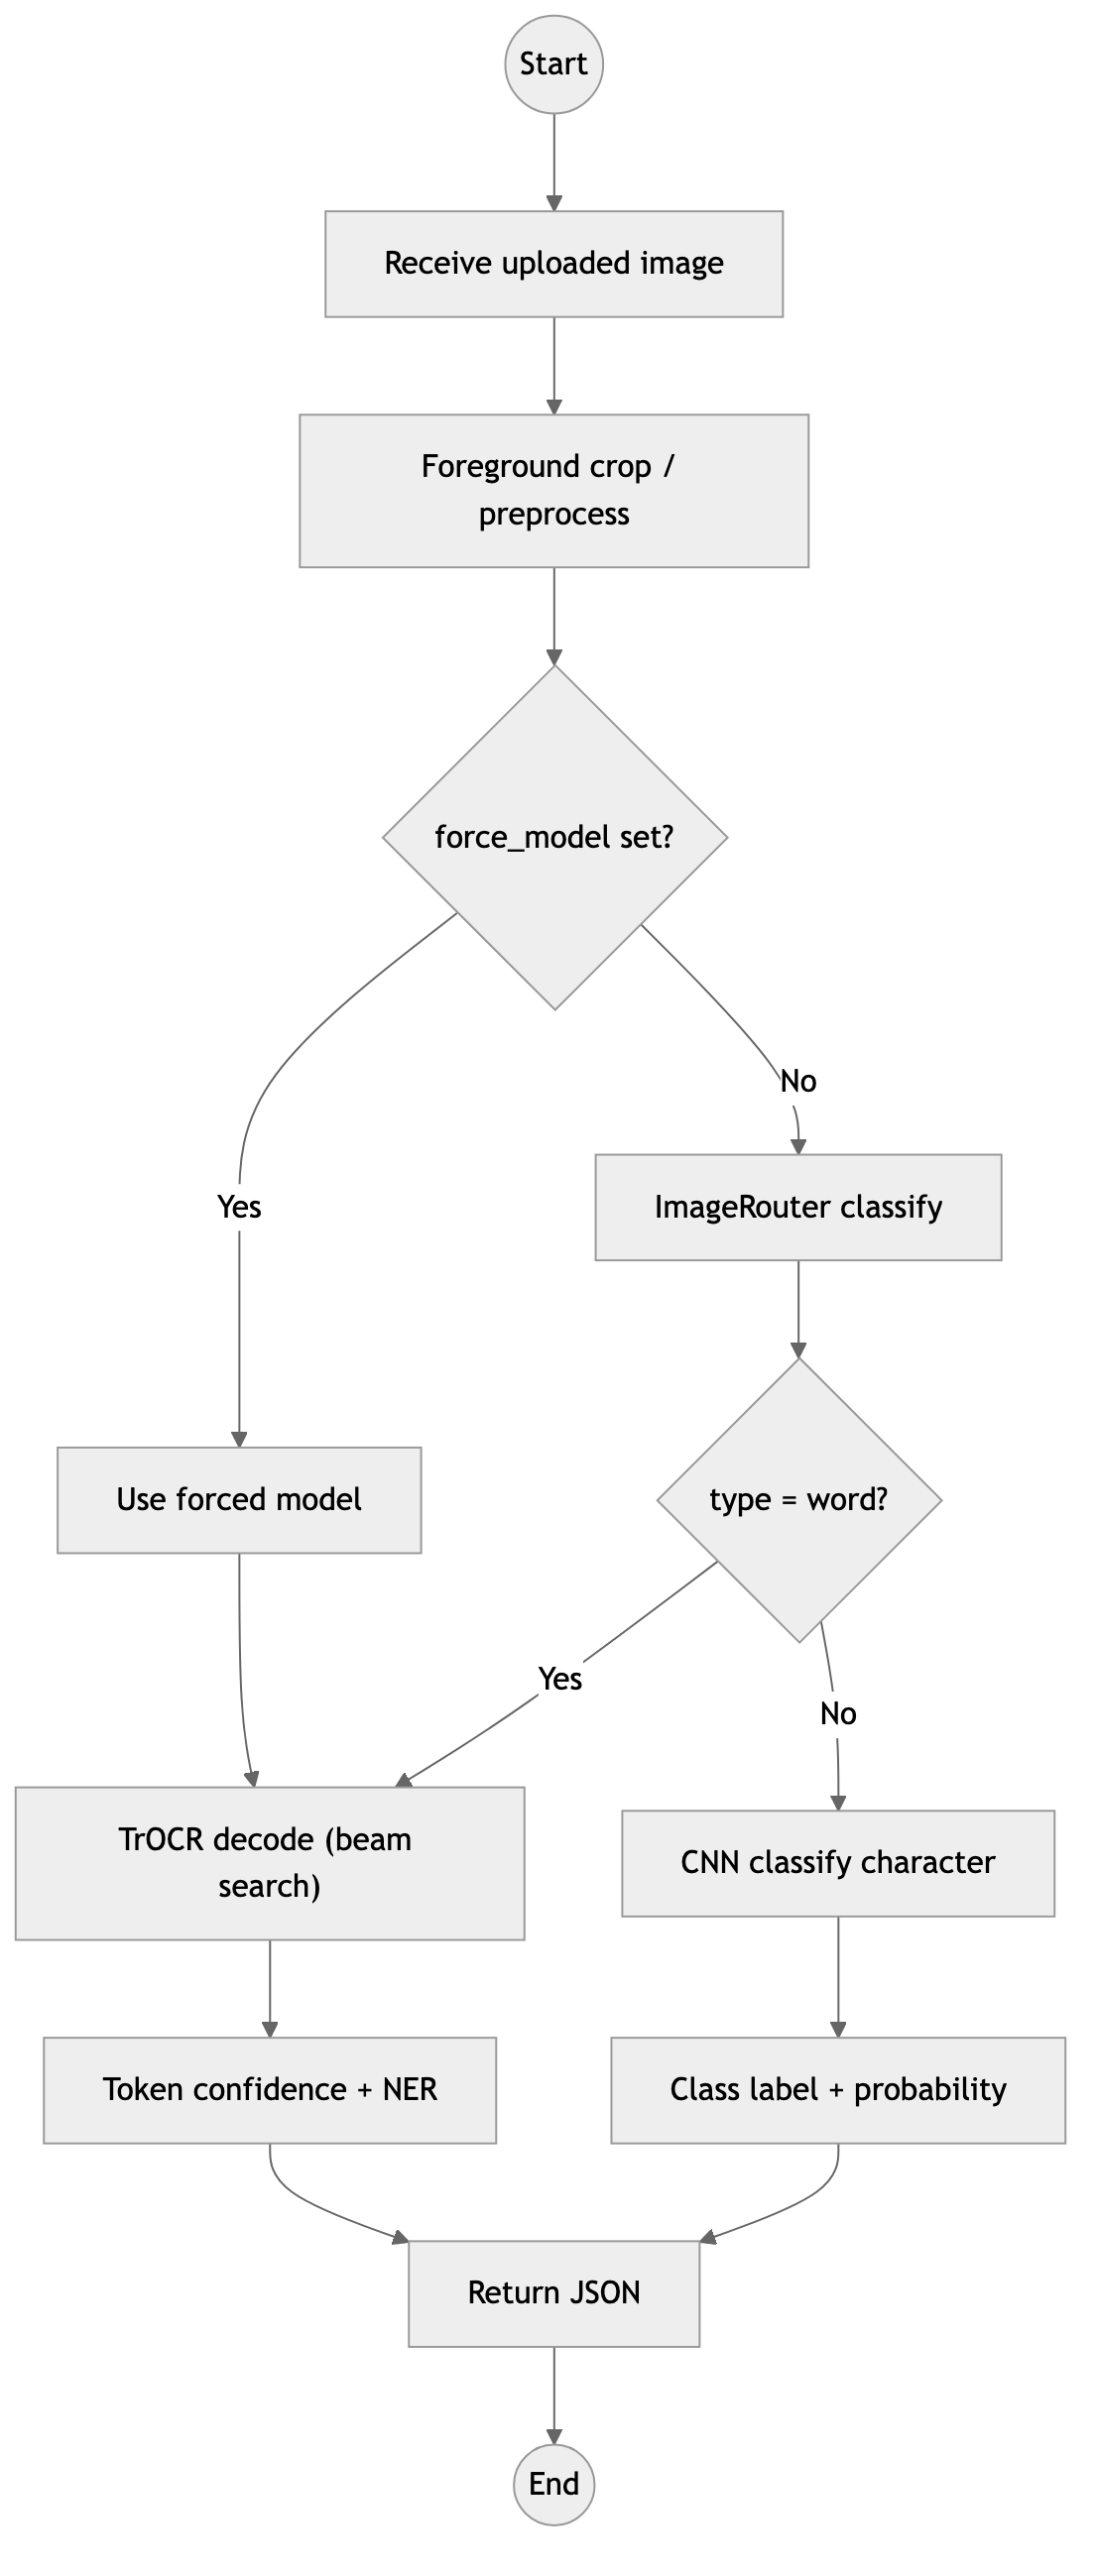 Start
Receive uploaded image
Foreground crop /
preprocess
force_model set?
No
Yes
ImageRouter classify
Use forced model
type = word?
Yes
No
TrOCR decode (beam
search)
CNN classify character
Token confidence + NER
Class label + probability
Return JSON
End